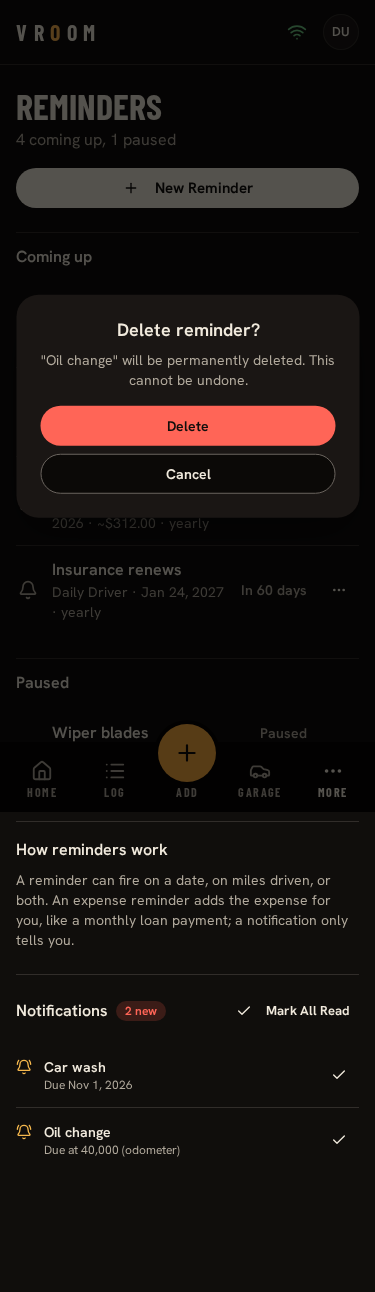 VROOM
DU
REMINDERS
4 coming up, 1 paused
New Reminder
Coming up
Delete reminder?
"Oil change" will be permanently deleted. This
cannot be undone.
Delete
Cancel
2026 · ~$312.00 · yearly
Insurance renews
Daily Driver · Jan 24, 2027
· yearly
In 60 days
Paused
Wiper blades
Paused
HOME
LOG
ADD
GARAGE
MORE
How reminders work
A reminder can fire on a date, on miles driven, or
both. An expense reminder adds the expense for
you, like a monthly loan payment; a notification only
tells you.
Notifications
2 new
Mark All Read
Car wash
Due Nov 1, 2026
Oil change
Due at 40,000 (odometer)